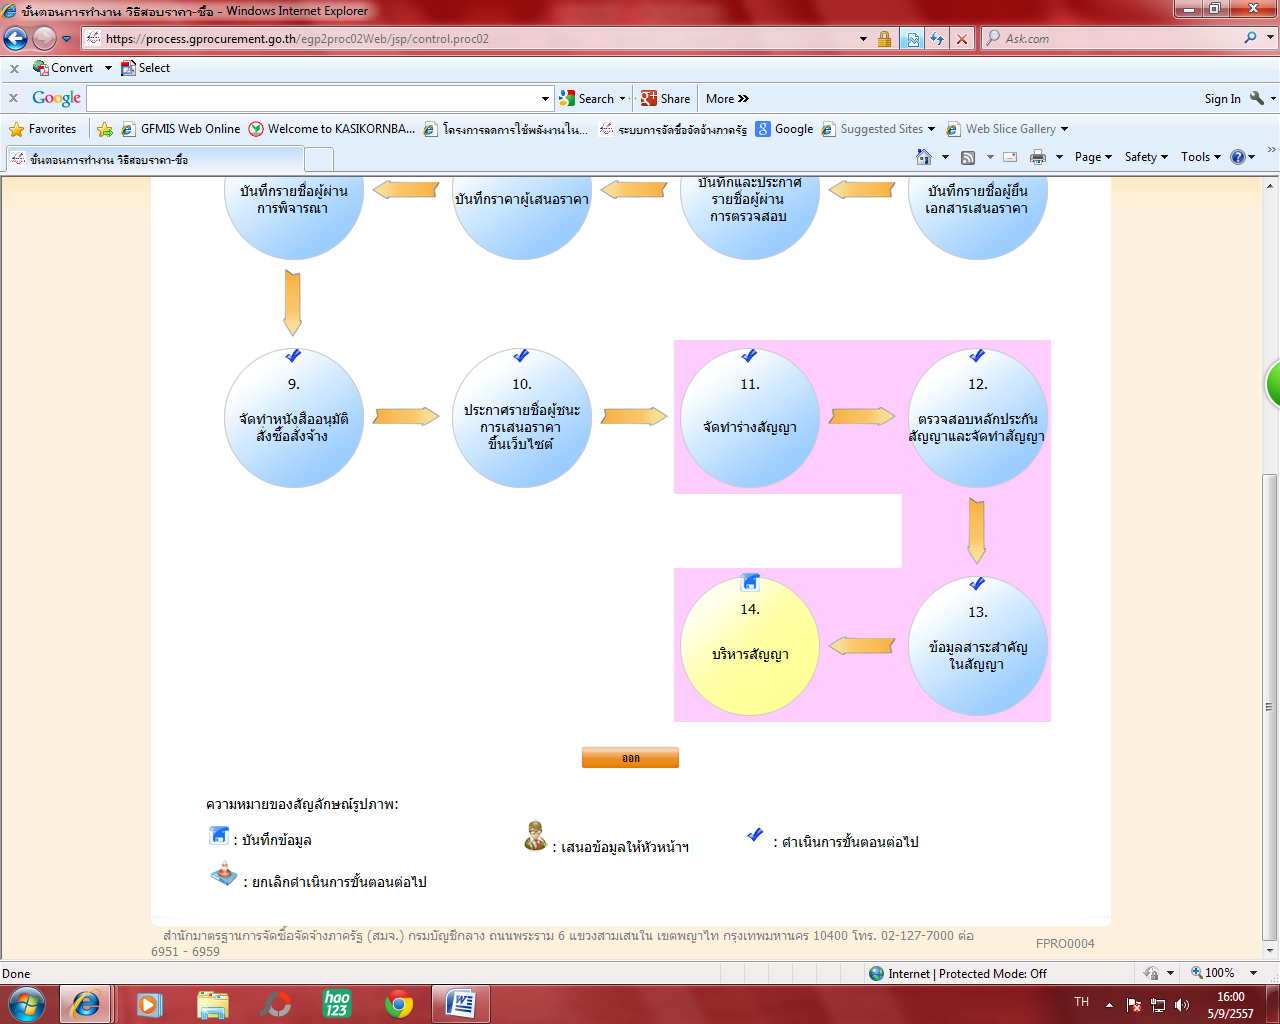 ขั้นตอนการทำงาน วิธีสอบราคา-ซื้อ - Windows Internet Explorer
https://process.gprocurement.go.th/egp2proc02Web/jsp/control.proc02
Ask.com
x Convert Select
x Google Search Share More » Sign In
Favorites GFMIS Web Online Welcome to KASIKORNBA... โครงการลดการใช้พลังงานใน... ระบบการจัดซื้อจัดจ้างภาครัฐ Google Suggested Sites Web Slice Gallery
ขั้นตอนการทำงาน วิธีสอบราคา-ซื้อ
Page Safety Tools
บันทึกรายชื่อผู้ผ่าน
การพิจารณา
บันทึกราคาผู้เสนอราคา
บันทึกและประกาศ
รายชื่อผู้ผ่าน
การตรวจสอบ
บันทึกรายชื่อผู้ยื่น
เอกสารเสนอราคา
9.
จัดทำหนังสืออนุมัติ
สั่งซื้อสั่งจ้าง
10.
ประกาศรายชื่อผู้ชนะ
การเสนอราคา
ขึ้นเว็บไซต์
11.
จัดทำร่างสัญญา
12.
ตรวจสอบหลักประกัน
สัญญาและจัดทำสัญญา
14.
บริหารสัญญา
13.
ข้อมูลสาระสำคัญ
ในสัญญา
ออก
ความหมายของสัญลักษณ์รูปภาพ:
: บันทึกข้อมูล
: เสนอข้อมูลให้หัวหน้าฯ
: ดำเนินการขั้นตอนต่อไป
: ยกเลิกดำเนินการขั้นตอนต่อไป
สำนักมาตรฐานการจัดซื้อจัดจ้างภาครัฐ (สมจ.) กรมบัญชีกลาง ถนนพระราม 6 แขวงสามเสนใน เขตพญาไท กรุงเทพมหานคร 10400 โทร. 02-127-7000 ต่อ
6951 - 6959
FPRO0004
Done Internet | Protected Mode: Off 100%
hao
123
TH
16:00
5/9/2557